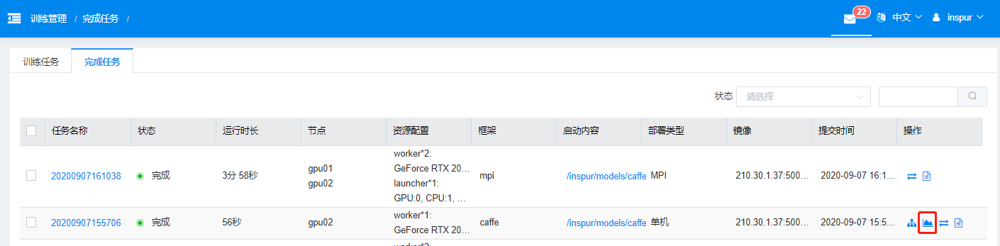 训练管理 / 完成任务 / 22 中文 inspur
训练任务 完成任务
状态 请选择
任务名称 状态 运行时长 节点 资源配置 框架 启动内容 部署类型 镜像 提交时间 操作
worker*2:
20200907161038 完成 3分 58秒 gpu01 GeForce RTX 20… mpi /inspur/models/caffe MPI 210.30.1.37:500… 2020-09-07 16:1…
gpu02 launcher*1:
GPU:0, CPU:1, …
worker*1:
20200907155706 完成 56秒 gpu02 caffe /inspur/models/caffe 单机 210.30.1.37:500… 2020-09-07 15:5…
GeForce RTX 20…
worker*2: